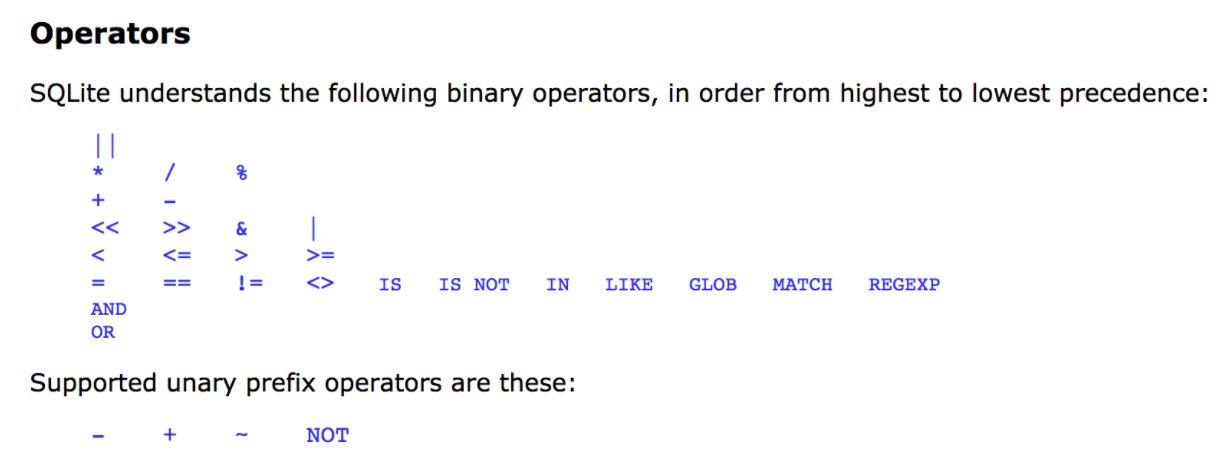 Operators
SQLite understands the following binary operators, in order from highest to lowest precedence:
||
* / %
+ -
<< >> & |
< <= > >=
= == != <> IS IS NOT IN LIKE GLOB MATCH REGEXP
AND
OR
Supported unary prefix operators are these:
- + ~ NOT